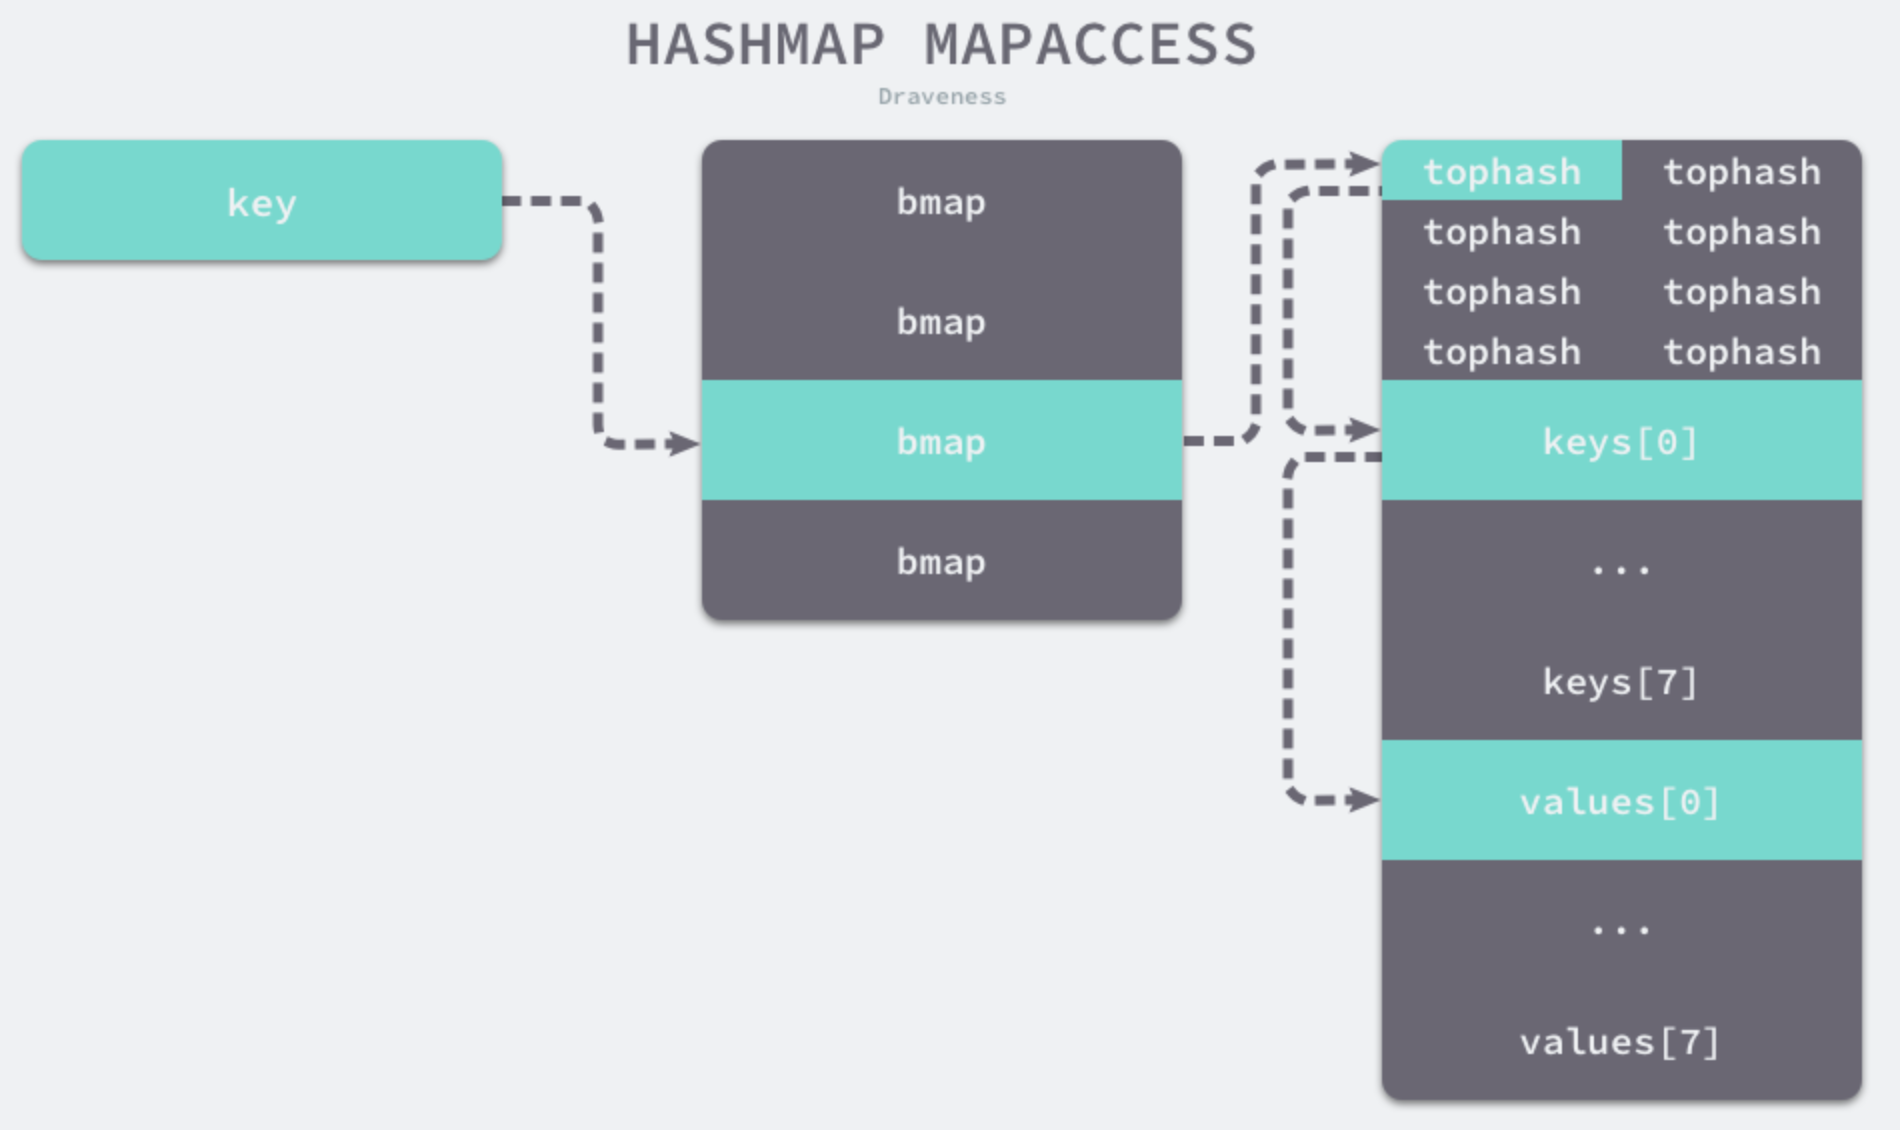 HASHMAP MAPACCESS
Draveness
key
bmap
bmap
bmap
bmap
tophash tophash
tophash tophash
tophash tophash
tophash tophash
keys[0]
...
keys[7]
values[0]
...
values[7]